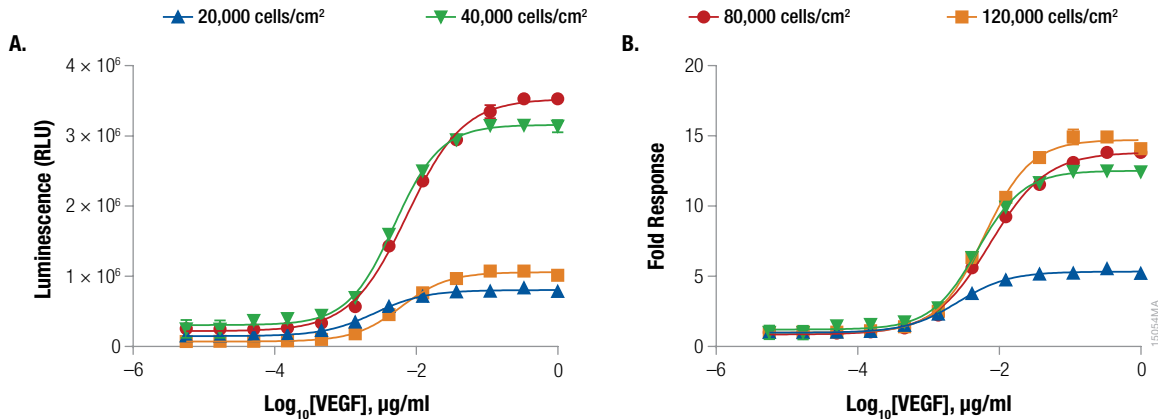 20,000 cells/cm²
40,000 cells/cm²
80,000 cells/cm²
120,000 cells/cm²
A.
4 × 10⁶
3 × 10⁶
2 × 10⁶
1 × 10⁶
0
Luminescence (RLU)
–6
–4
–2
0
Log₁₀[VEGF], µg/ml
B.
20
15
10
5
0
Fold Response
–6
–4
–2
0
Log₁₀[VEGF], µg/ml
15054MA